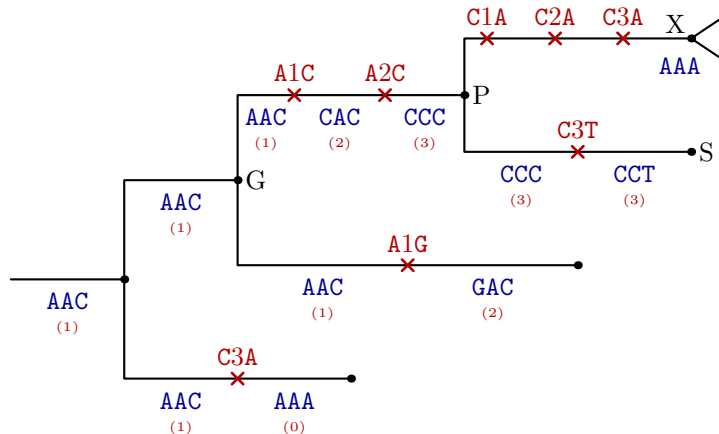 C1A C2A C3A X
AAA
A1C A2C P
AAC CAC CCC
(1) (2) (3)
C3T S
CCC CCT
(3) (3)
G
AAC
(1)
A1G
AAC GAC
(1) (2)
AAC
(1)
C3A
AAC AAA
(1) (0)